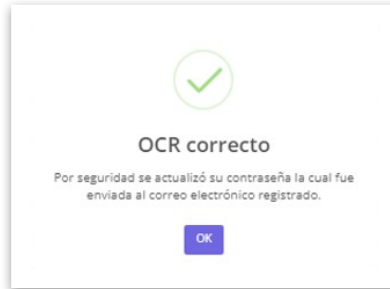 OCR correcto
Por seguridad se actualizó su contraseña la cual fue
enviada al correo electrónico registrado.
OK